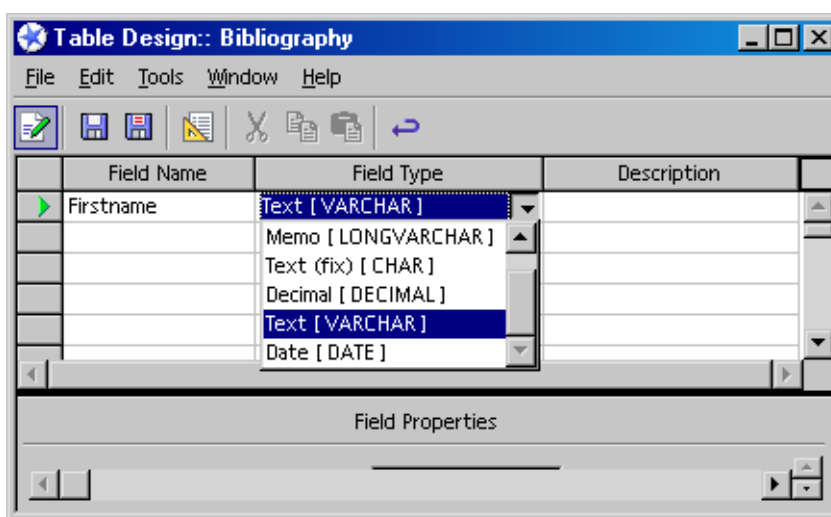 Table Design:: Bibliography
File Edit Tools Window Help
Field Name Field Type Description
Firstname Text [ VARCHAR ]
Memo [ LONGVARCHAR ]
Text (fix) [ CHAR ]
Decimal [ DECIMAL ]
Text [ VARCHAR ]
Date [ DATE ]
Field Properties